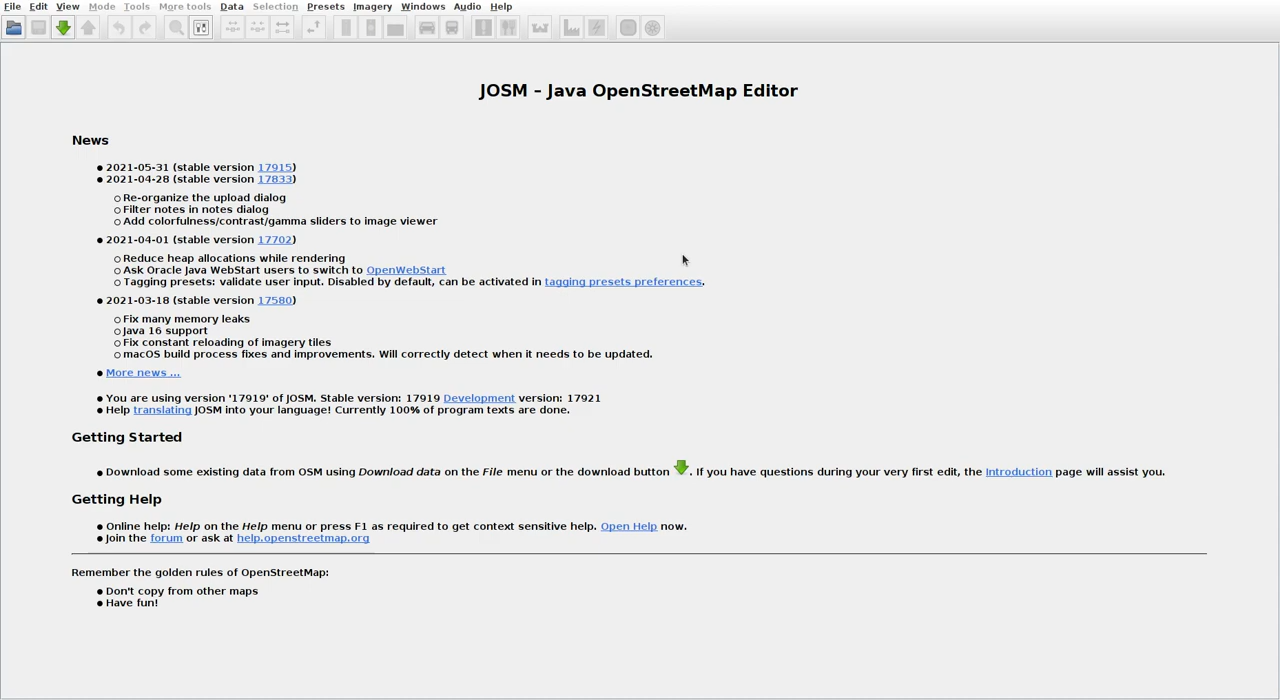 File Edit View Mode Tools More tools Data Selection Presets Imagery Windows Audio Help
JOSM – Java OpenStreetMap Editor
News
2021-05-31 (stable version 17915)
2021-04-28 (stable version 17833)
Re-organize the upload dialog
Filter notes in notes dialog
Add colorfulness/contrast/gamma sliders to image viewer
2021-04-01 (stable version 17702)
Reduce heap allocations while rendering
Ask Oracle Java WebStart users to switch to OpenWebStart
Tagging presets: validate user input. Disabled by default, can be activated in tagging presets preferences.
2021-03-18 (stable version 17580)
Fix many memory leaks
Java 16 support
Fix constant reloading of imagery tiles
macOS build process fixes and improvements. Will correctly detect when it needs to be updated.
More news ...
You are using version '17919' of JOSM. Stable version: 17919 Development version: 17921
Help translating JOSM into your language! Currently 100% of program texts are done.
Getting Started
Download some existing data from OSM using Download data on the File menu or the download button . If you have questions during your very first edit, the Introduction page will assist you.
Getting Help
Online help: Help on the Help menu or press F1 as required to get context sensitive help. Open Help now.
Join the forum or ask at help.openstreetmap.org
Remember the golden rules of OpenStreetMap:
Don't copy from other maps
Have fun!